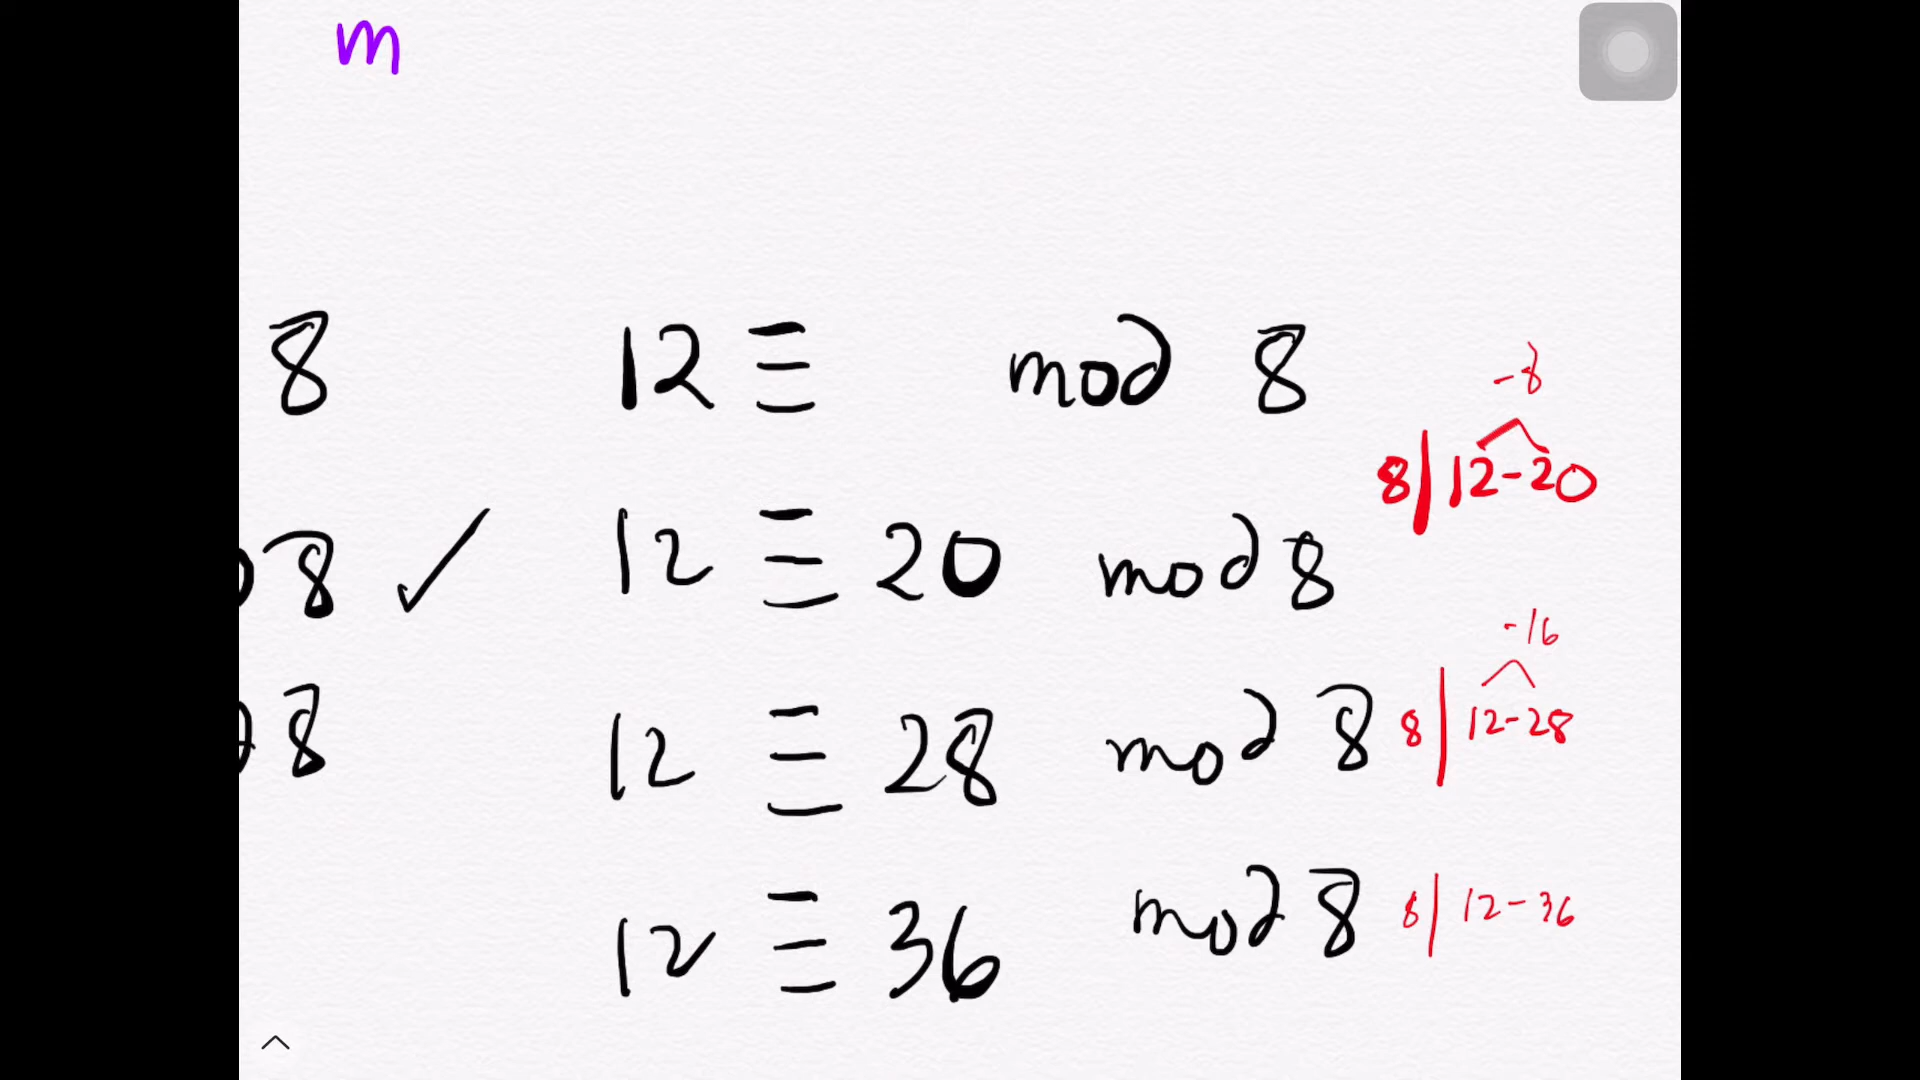 m
8 12 ≡ mod 8
-8
8 | 12-20
8 ✓ 12 ≡ 20 mod 8
-16
8 12 ≡ 28 mod 8 8 | 12-28
12 ≡ 36 mod 8 8 | 12-36